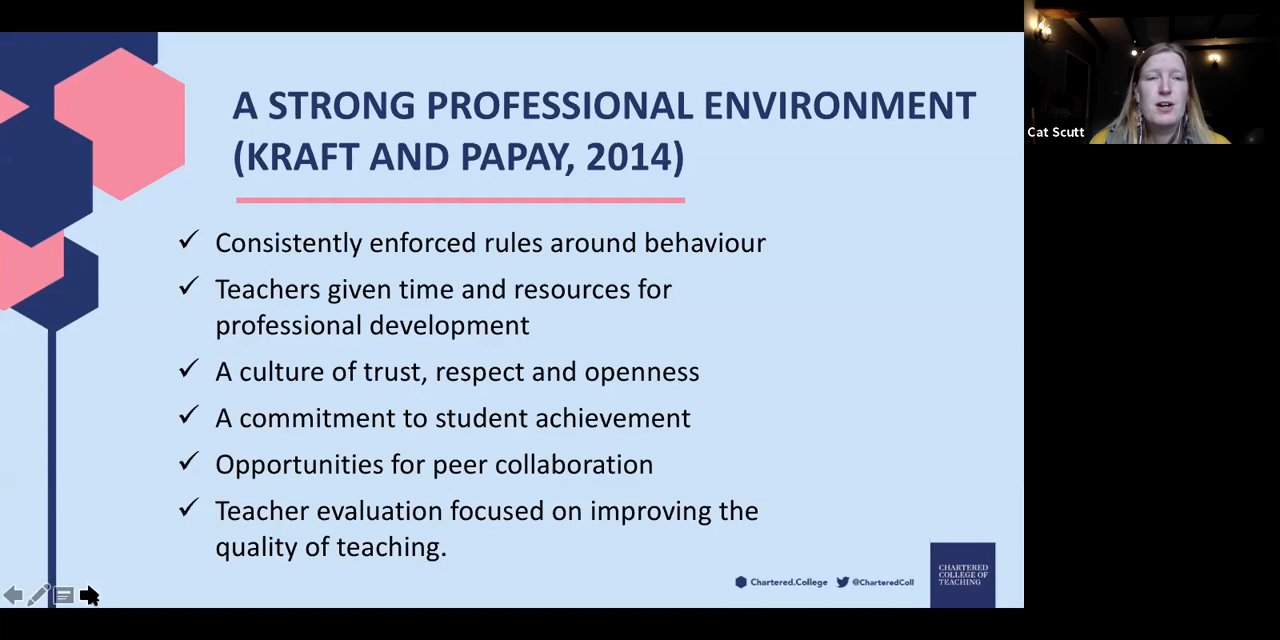 A STRONG PROFESSIONAL ENVIRONMENT
(KRAFT AND PAPAY, 2014)
Cat Scutt
✓ Consistently enforced rules around behaviour
✓ Teachers given time and resources for
professional development
✓ A culture of trust, respect and openness
✓ A commitment to student achievement
✓ Opportunities for peer collaboration
✓ Teacher evaluation focused on improving the
quality of teaching.
Chartered.College @CharteredColl
CHARTERED
COLLEGE OF
TEACHING